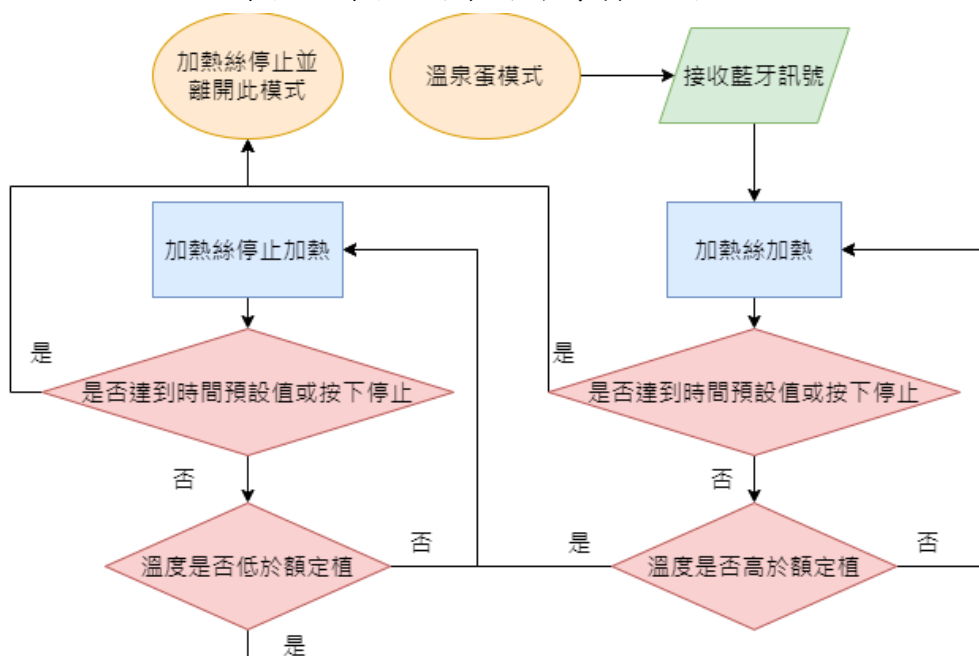 加熱絲停止並
離開此模式
溫泉蛋模式
接收藍牙訊號
加熱絲停止加熱
加熱絲加熱
是
是
是否達到時間預設值或按下停止
是否達到時間預設值或按下停止
否
否
溫度是否低於額定植
否
是
溫度是否高於額定植
否
是